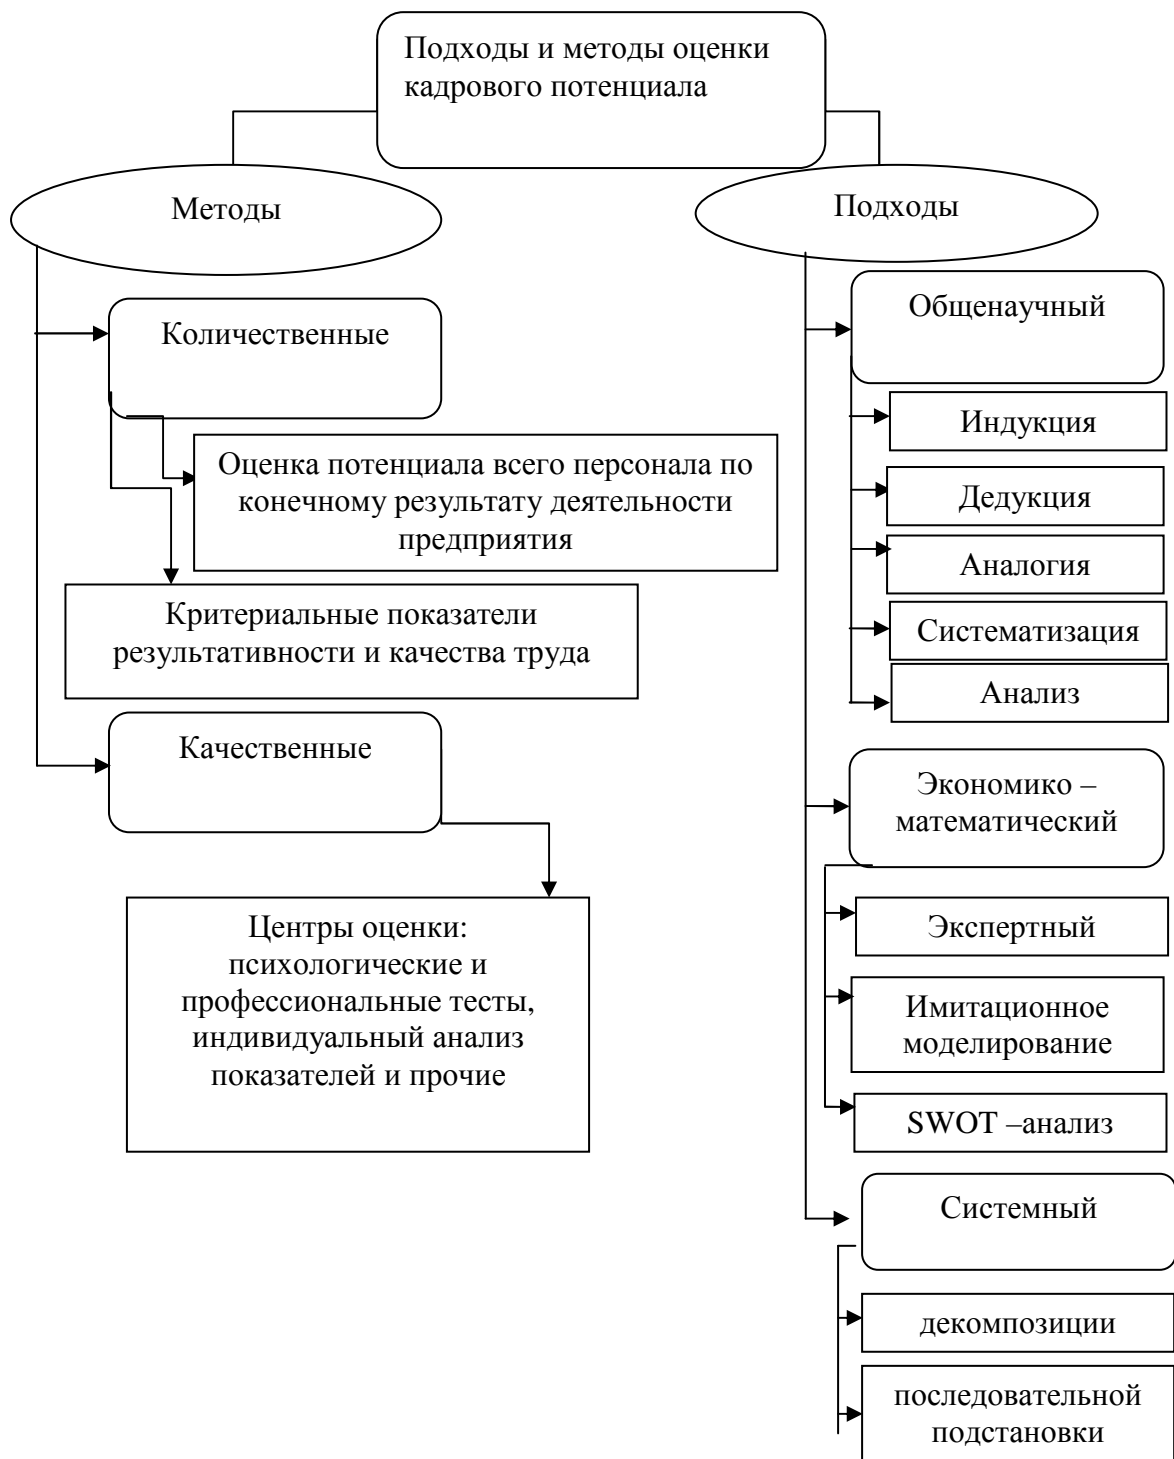 Подходы и методы оценки
кадрового потенциала
Методы
Подходы
Количественные
Оценка потенциала всего персонала по
конечному результату деятельности
предприятия
Критериальные показатели
результативности и качества труда
Качественные
Центры оценки:
психологические и
профессиональные тесты,
индивидуальный анализ
показателей и прочие
Общенаучный
Индукция
Дедукция
Аналогия
Систематизация
Анализ
Экономико –
математический
Экспертный
Имитационное
моделирование
SWOT –анализ
Системный
декомпозиции
последовательной
подстановки